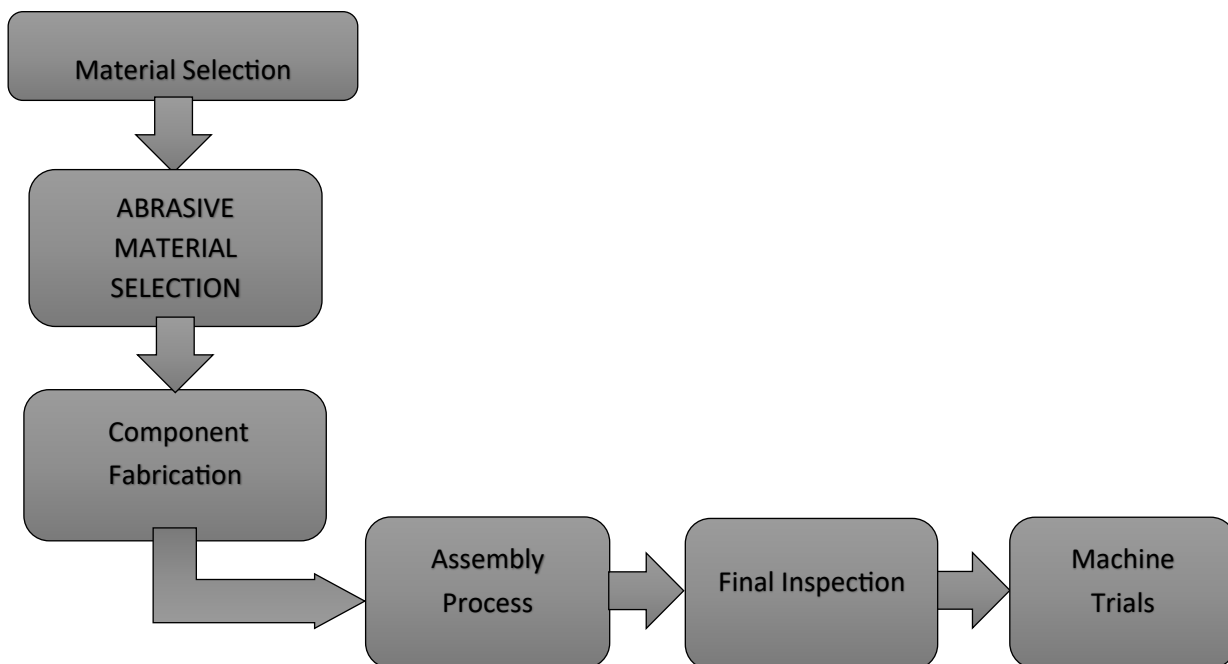 Material Selection
ABRASIVE
MATERIAL
SELECTION
Component
Fabrication
Assembly
Process
Final Inspection
Machine
Trials